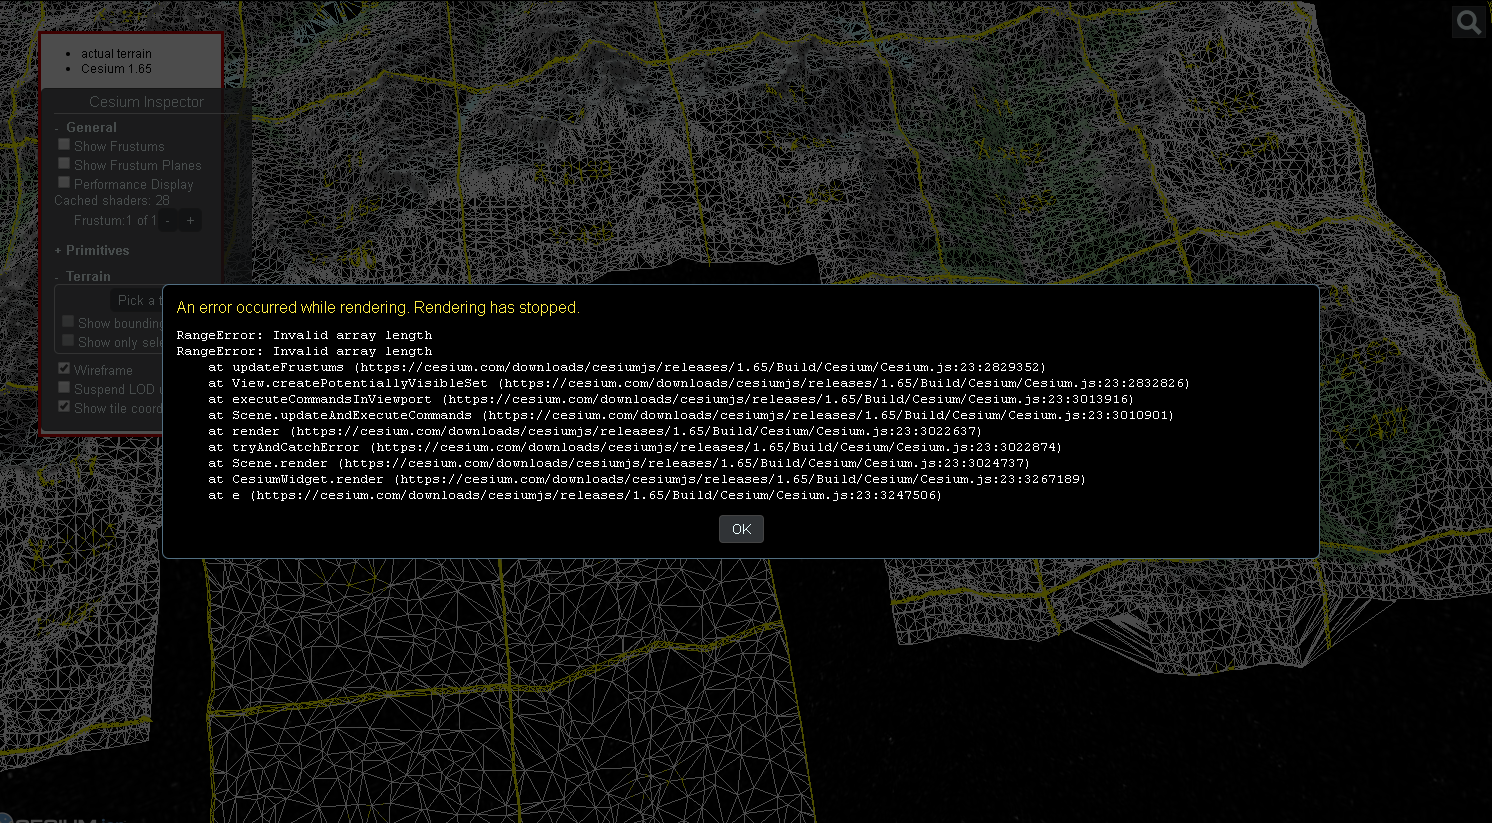 actual terrain
Cesium 1.65
Cesium Inspector
- General
Show Frustums
Show Frustum Planes
Performance Display
Cached shaders: 28
Frustum:1 of 1 - +
+ Primitives
- Terrain
Pick a t
Show bounding
Show only sele
Wireframe
Suspend LOD u
Show tile coord
An error occurred while rendering. Rendering has stopped.
RangeError: Invalid array length
RangeError: Invalid array length
at updateFrustums (https://cesium.com/downloads/cesiumjs/releases/1.65/Build/Cesium/Cesium.js:23:2829352)
at View.createPotentiallyVisibleSet (https://cesium.com/downloads/cesiumjs/releases/1.65/Build/Cesium/Cesium.js:23:2832826)
at executeCommandsInViewport (https://cesium.com/downloads/cesiumjs/releases/1.65/Build/Cesium/Cesium.js:23:3013916)
at Scene.updateAndExecuteCommands (https://cesium.com/downloads/cesiumjs/releases/1.65/Build/Cesium/Cesium.js:23:3010901)
at render (https://cesium.com/downloads/cesiumjs/releases/1.65/Build/Cesium/Cesium.js:23:3022637)
at tryAndCatchError (https://cesium.com/downloads/cesiumjs/releases/1.65/Build/Cesium/Cesium.js:23:3022874)
at Scene.render (https://cesium.com/downloads/cesiumjs/releases/1.65/Build/Cesium/Cesium.js:23:3024737)
at CesiumWidget.render (https://cesium.com/downloads/cesiumjs/releases/1.65/Build/Cesium/Cesium.js:23:3267189)
at e (https://cesium.com/downloads/cesiumjs/releases/1.65/Build/Cesium/Cesium.js:23:3247506)
OK
CESIUM ion